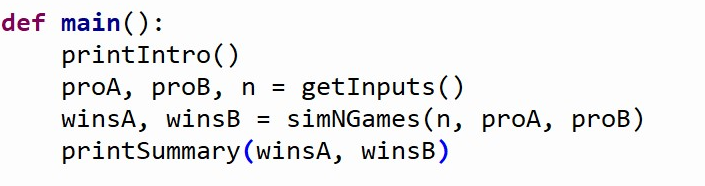 def main():
    printIntro()
    proA, proB, n = getInputs()
    winsA, winsB = simNGames(n, proA, proB)
    printSummary(winsA, winsB)